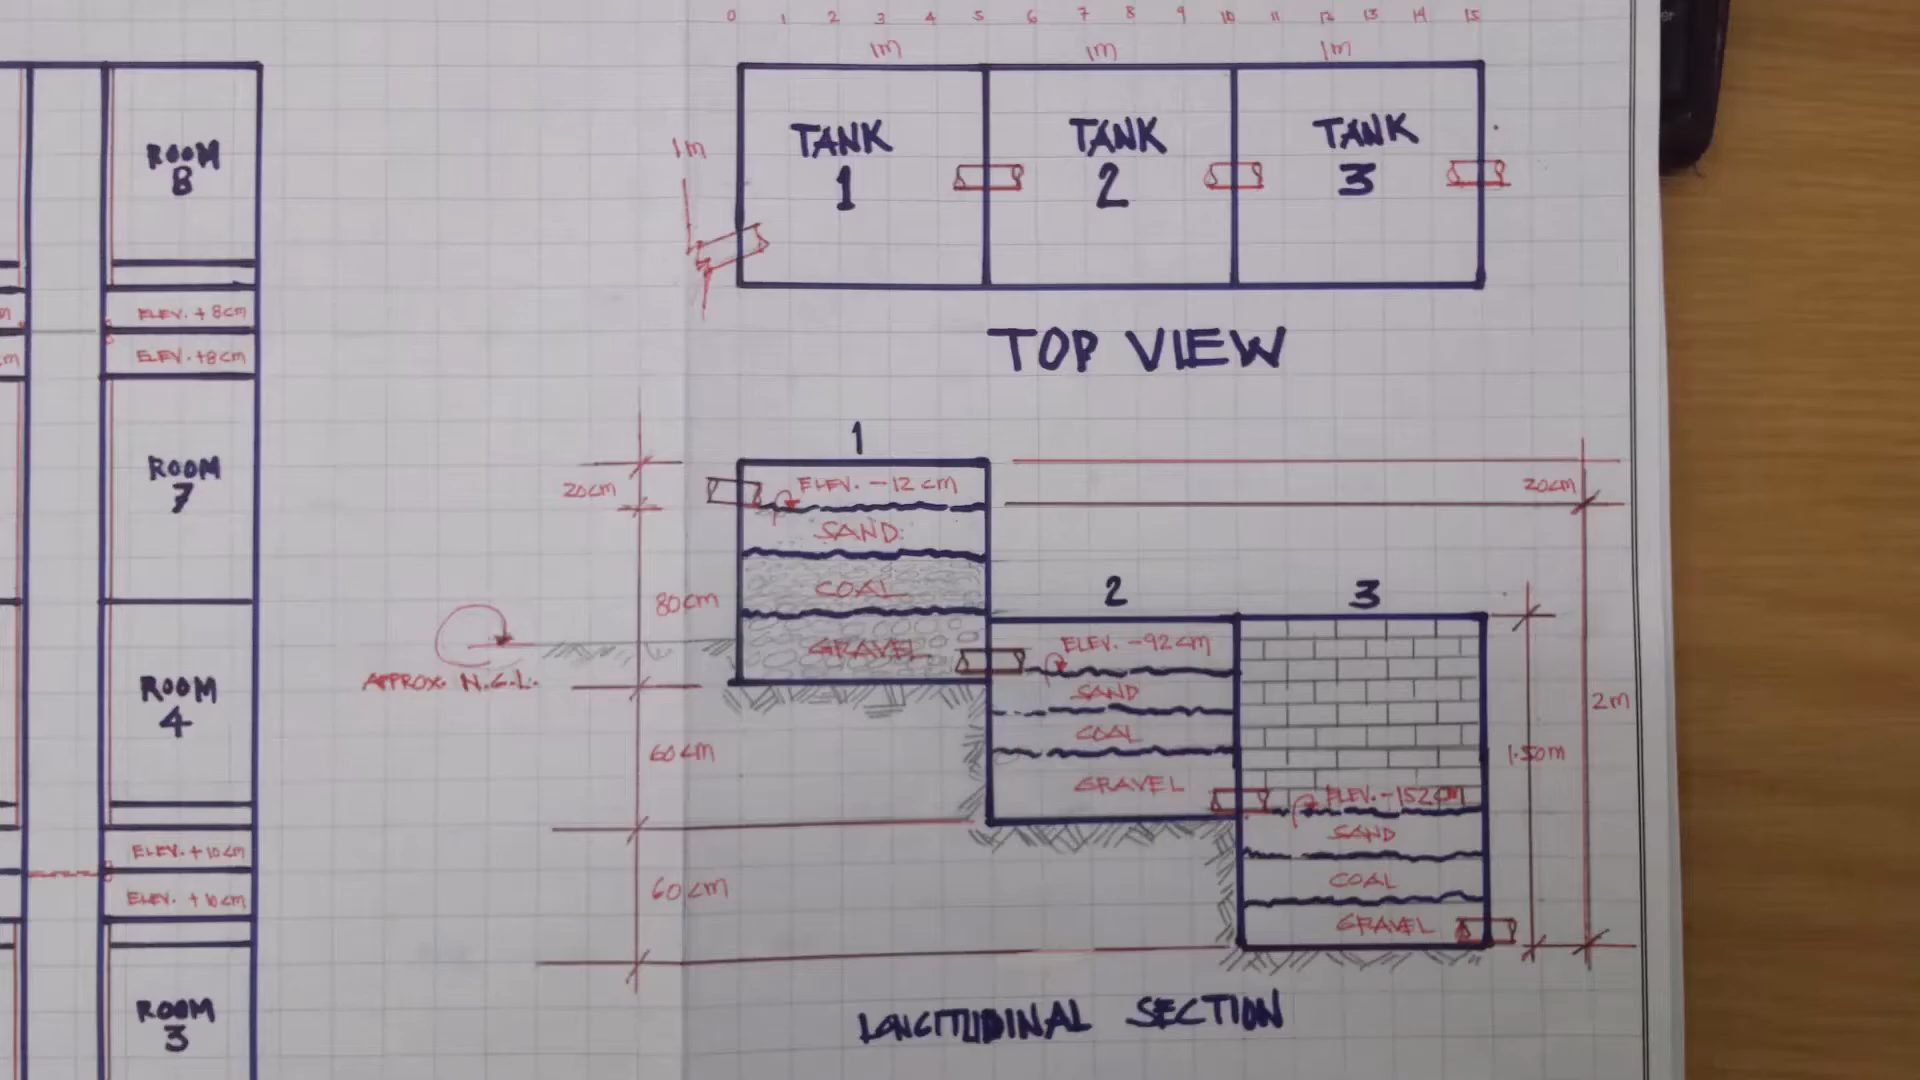 ROOM
8
ELEV. + 8cm
ELEV. +8cm
ROOM
7
ROOM
4
ELEV. +10cm
ELEV. +10cm
ROOM
3
0 1 2 3 4 5 6 7 8 9 10 11 12 13 14 15
1m 1m 1m
1m
TANK
1
TANK
2
TANK
3
TOP VIEW
1
20cm
ELEV. -12 cm
20cm
SAND
COAL
80cm
2
3
GRAVEL
ELEV. -92cm
APPROX. N.G.L.
SAND
2m
COAL
60cm
1.50m
GRAVEL
ELEV. -152cm
SAND
60cm
COAL
GRAVEL
LONGITUDINAL SECTION